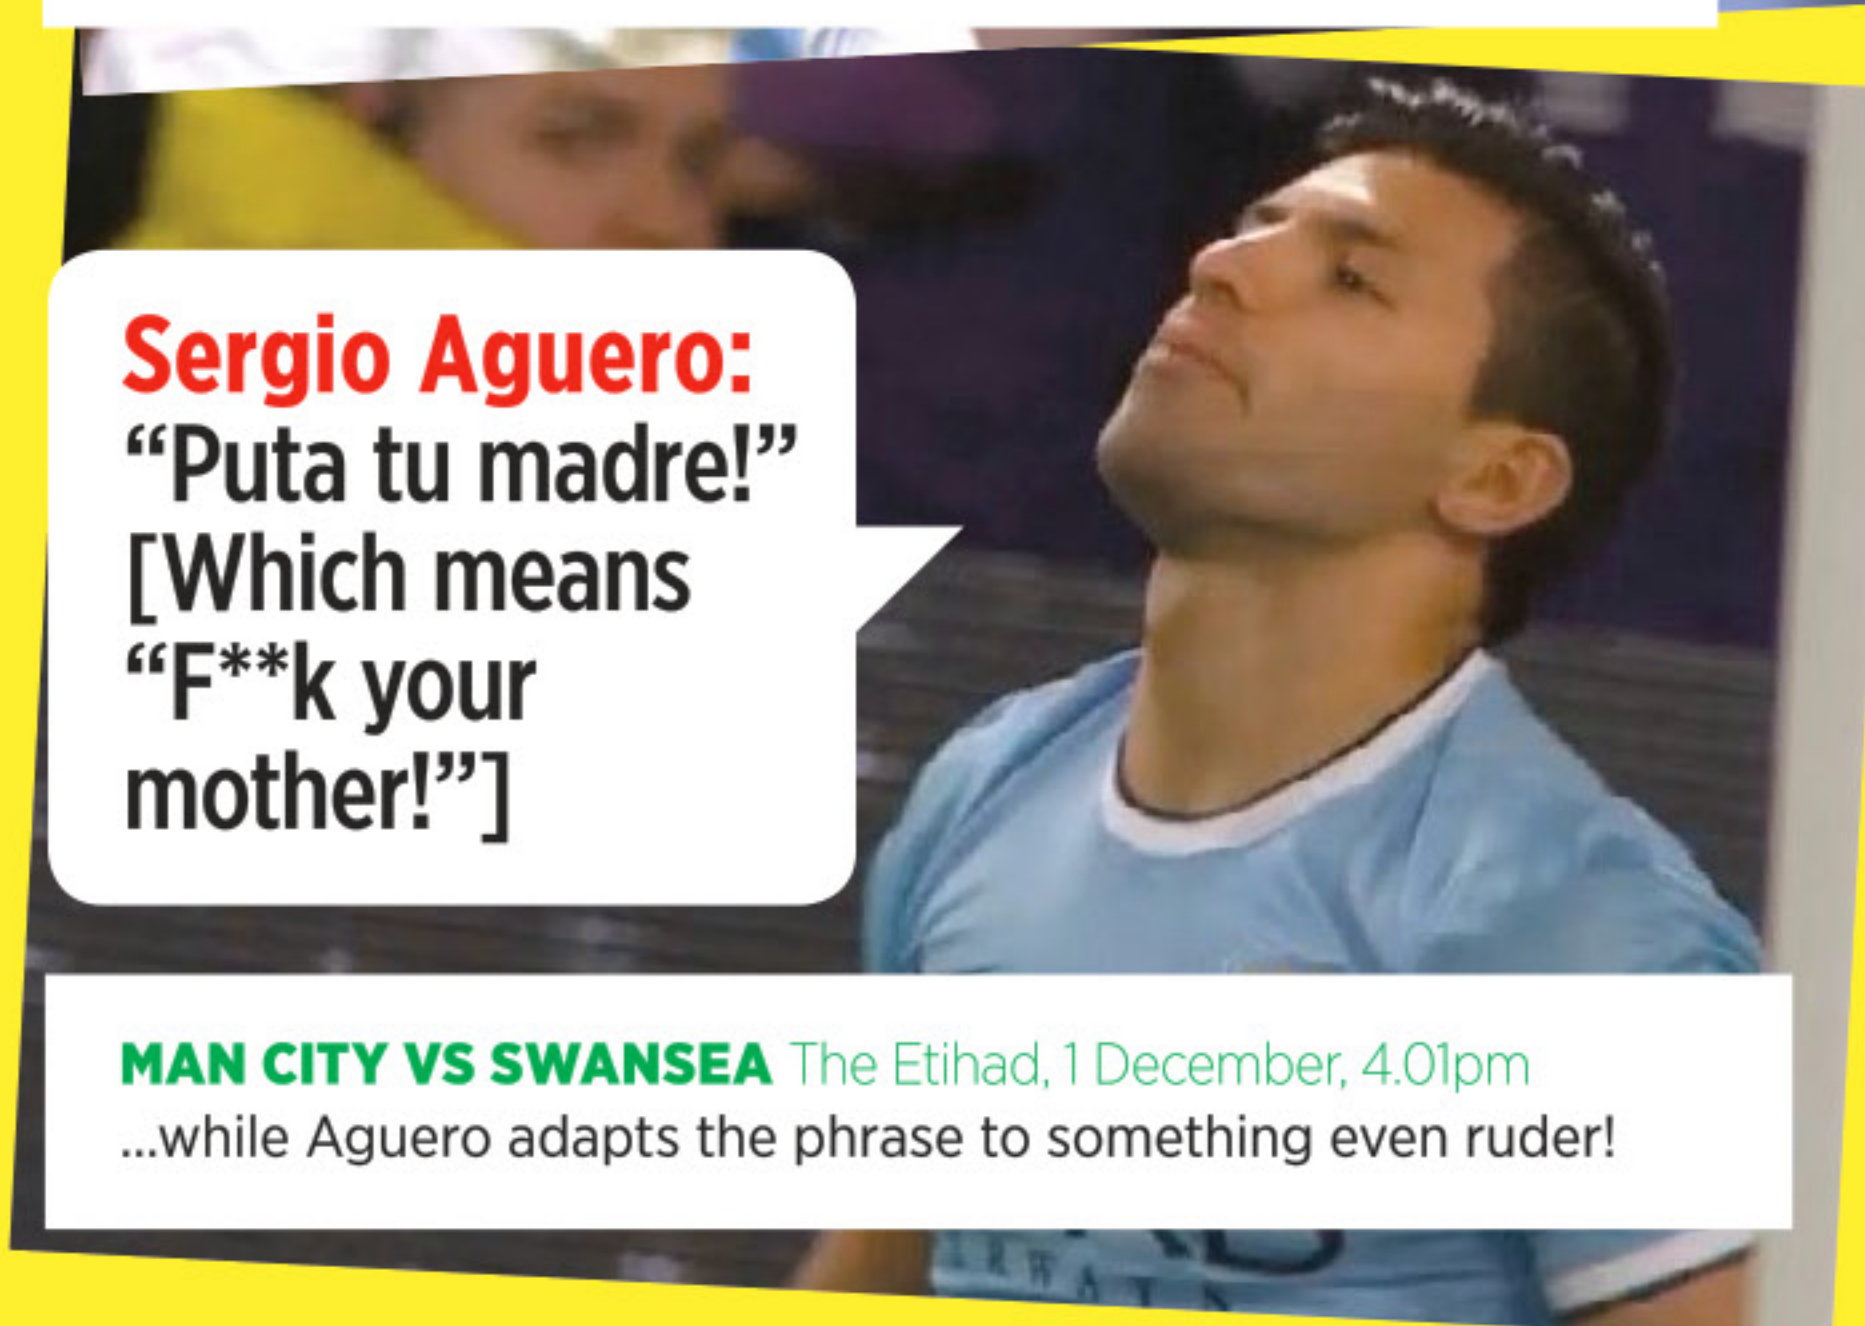 Sergio Aguero:
“Puta tu madre!”
[Which means
“F**k your
mother!”]
MAN CITY VS SWANSEA The Etihad, 1 December, 4.01pm
...while Aguero adapts the phrase to something even ruder!